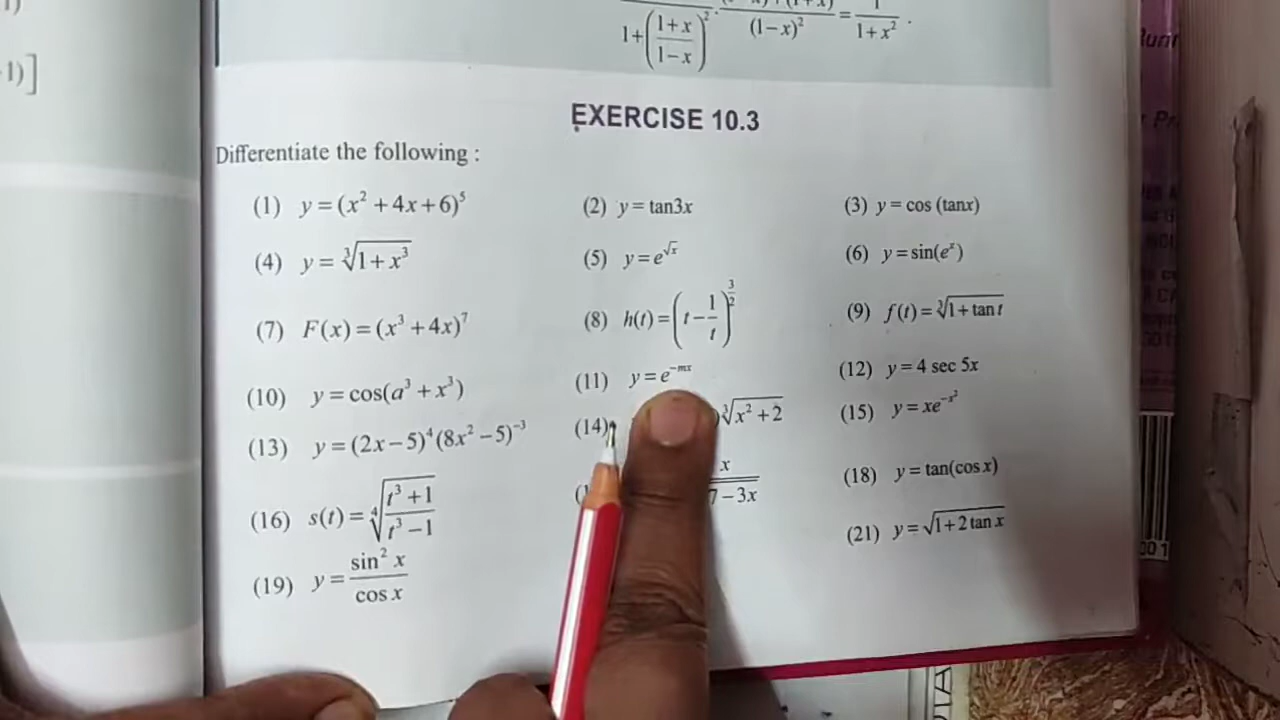 1)]
1+((1+x)/(1−x))² · (1−x)² = 1/(1+x²) .
EXERCISE 10.3
Differentiate the following :
(1) y = (x² + 4x + 6)⁵ (2) y = tan3x (3) y = cos (tanx)
(4) y = ∛(1 + x³) (5) y = e^√x (6) y = sin(eˣ)
(7) F(x) = (x³ + 4x)⁷ (8) h(t) = (t − 1/t)^(3/2) (9) f(t) = ∛(1 + tan t)
(10) y = cos(a³ + x³) (11) y = e^(−mx) (12) y = 4 sec 5x
(13) y = (2x − 5)⁴(8x² − 5)⁻³ (14) ) ∛(x² + 2) (15) y = xe^(−x²)
(16) s(t) = ∜((t³ + 1)/(t³ − 1)) x 7 − 3x (18) y = tan(cos x)
(19) y = sin² x / cos x (21) y = √(1 + 2 tan x)